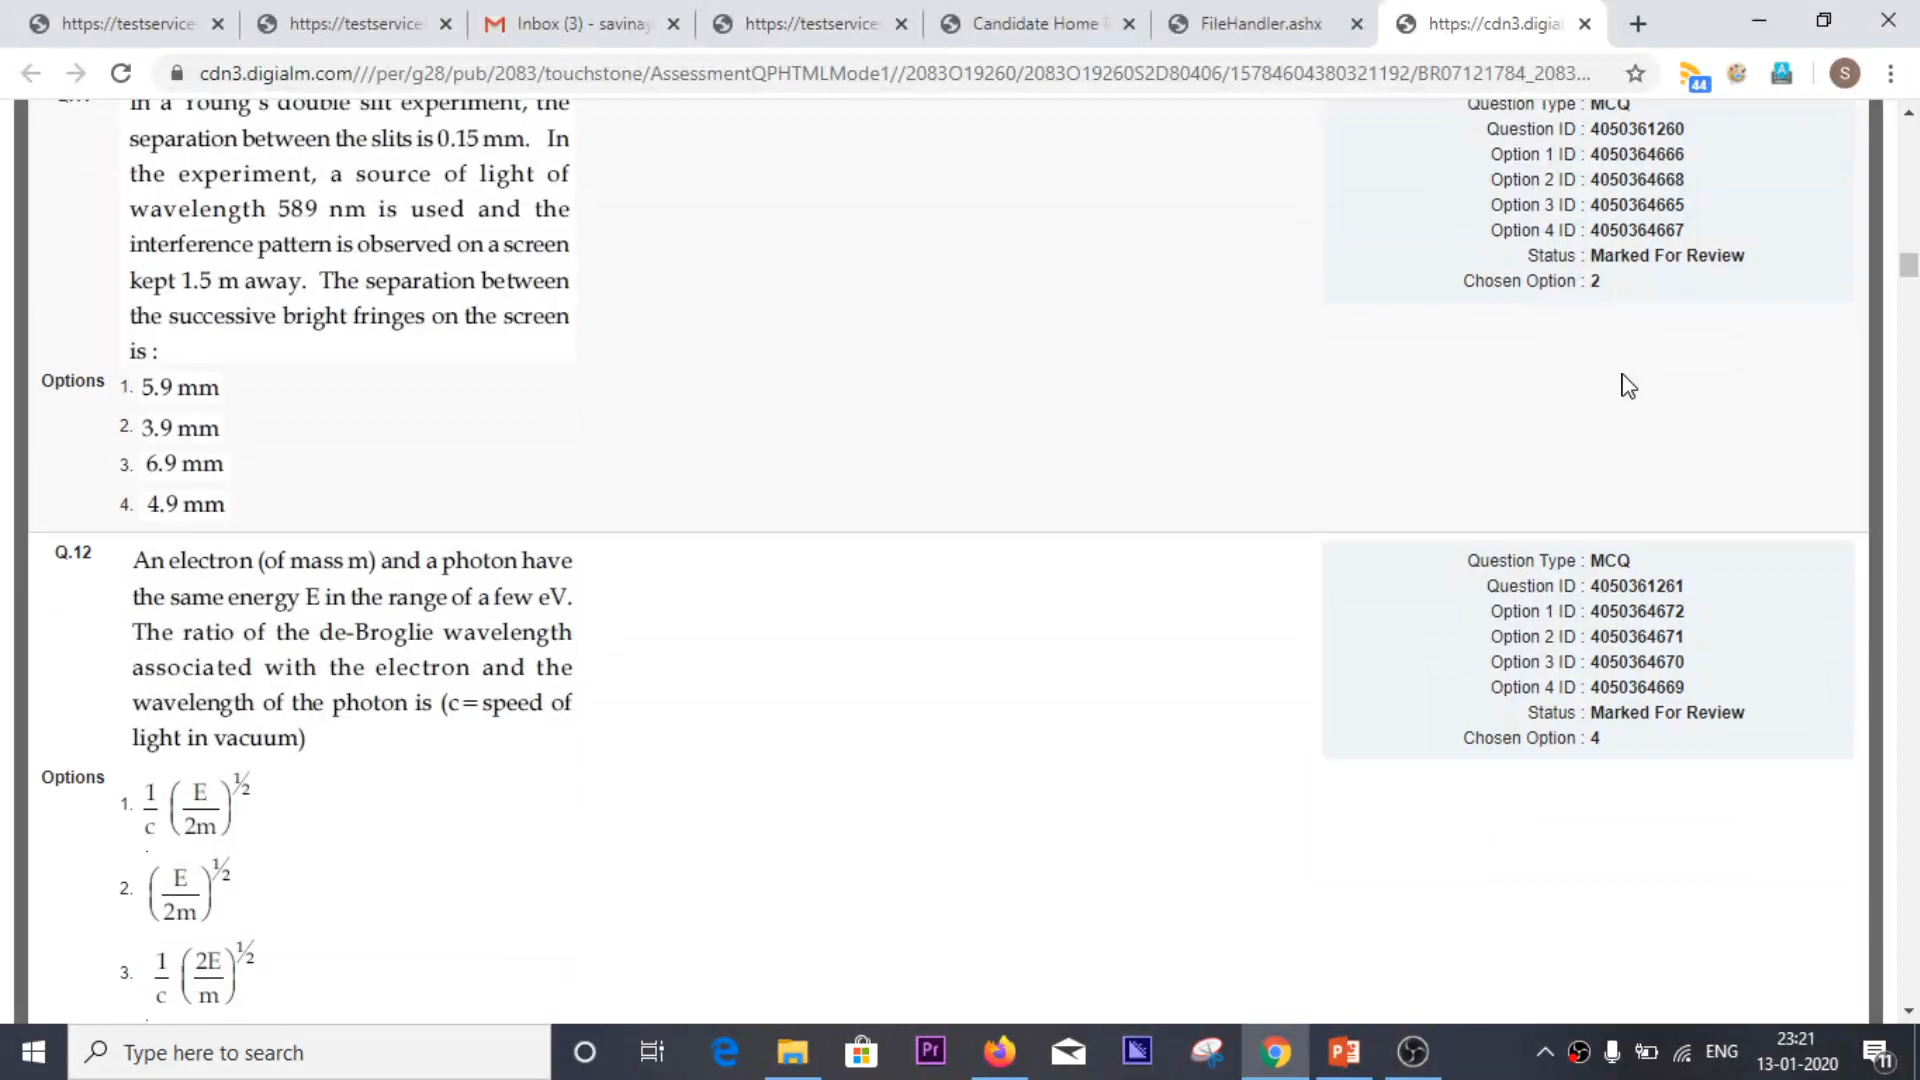 https://testservice
https://testservice
Inbox (3) - savinay
https://testservice
Candidate Home
FileHandler.ashx
https://cdn3.digial
cdn3.digialm.com///per/g28/pub/2083/touchstone/AssessmentQPHTMLMode1//2083O19260/2083O19260S2D80406/15784604380321192/BR07121784_2083...
44
S
in a Young's double slit experiment, the
separation between the slits is 0.15 mm. In
the experiment, a source of light of
wavelength 589 nm is used and the
interference pattern is observed on a screen
kept 1.5 m away. The separation between
the successive bright fringes on the screen
is :
Question Type : MCQ
Question ID : 4050361260
Option 1 ID : 4050364666
Option 2 ID : 4050364668
Option 3 ID : 4050364665
Option 4 ID : 4050364667
Status : Marked For Review
Chosen Option : 2
Options
1. 5.9 mm
2. 3.9 mm
3. 6.9 mm
4. 4.9 mm
Q.12
An electron (of mass m) and a photon have
the same energy E in the range of a few eV.
The ratio of the de-Broglie wavelength
associated with the electron and the
wavelength of the photon is (c=speed of
light in vacuum)
Question Type : MCQ
Question ID : 4050361261
Option 1 ID : 4050364672
Option 2 ID : 4050364671
Option 3 ID : 4050364670
Option 4 ID : 4050364669
Status : Marked For Review
Chosen Option : 4
Options
1. 1/c (E/2m)^1/2
2. (E/2m)^1/2
3. 1/c (2E/m)^1/2
Type here to search
Pr
ENG
23:21
13-01-2020
11